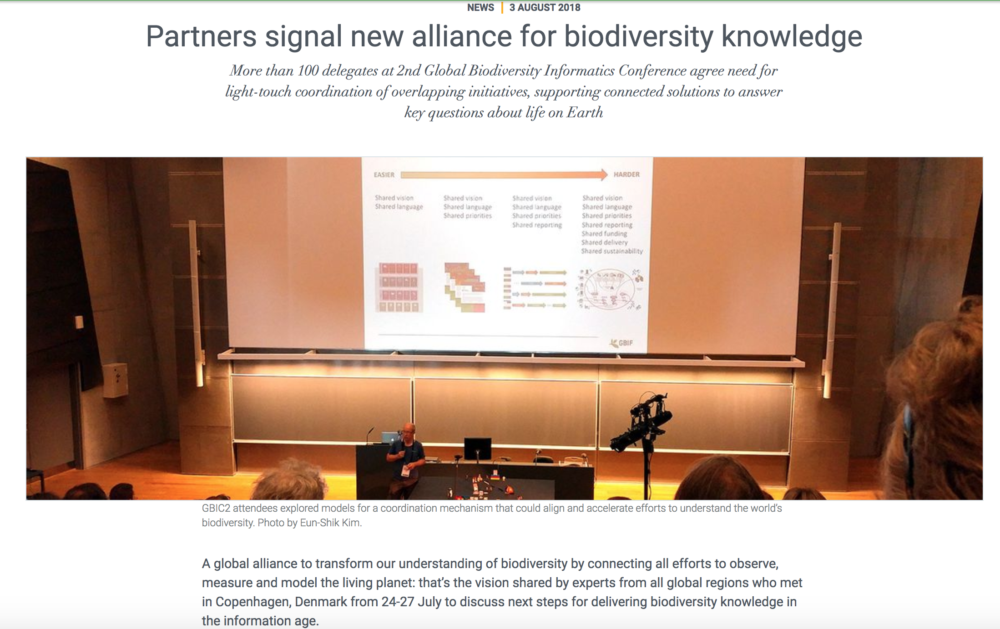 NEWS | 3 AUGUST 2018
Partners signal new alliance for biodiversity knowledge
More than 100 delegates at 2nd Global Biodiversity Informatics Conference agree need for
light-touch coordination of overlapping initiatives, supporting connected solutions to answer
key questions about life on Earth
EASIER HARDER
Shared vision
Shared language
Shared vision
Shared language
Shared priorities
Shared vision
Shared language
Shared priorities
Shared reporting
Shared vision
Shared language
Shared priorities
Shared reporting
Shared funding
Shared delivery
Shared sustainability
GBIF
GBIC2 attendees explored models for a coordination mechanism that could align and accelerate efforts to understand the world’s
biodiversity. Photo by Eun-Shik Kim.
A global alliance to transform our understanding of biodiversity by connecting all efforts to observe,
measure and model the living planet: that’s the vision shared by experts from all global regions who met
in Copenhagen, Denmark from 24-27 July to discuss next steps for delivering biodiversity knowledge in
the information age.